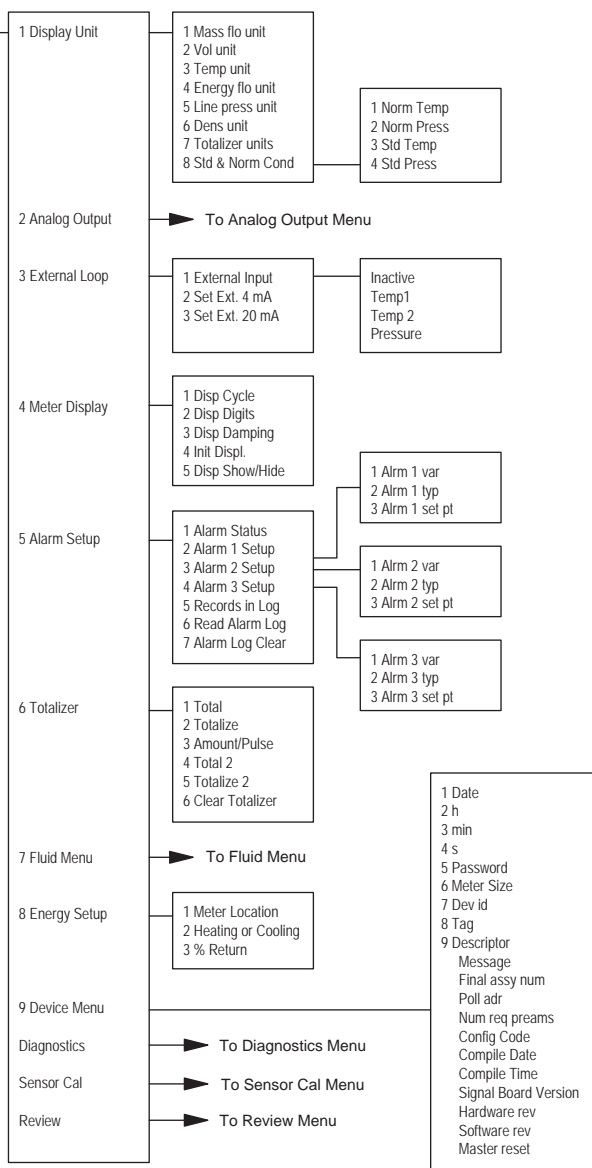 1 Display Unit
1 Mass flo unit
2 Vol unit
3 Temp unit
4 Energy flo unit
5 Line press unit
6 Dens unit
7 Totalizer units
8 Std & Norm Cond
1 Norm Temp
2 Norm Press
3 Std Temp
4 Std Press
2 Analog Output
To Analog Output Menu
3 External Loop
1 External Input
2 Set Ext. 4 mA
3 Set Ext. 20 mA
Inactive
Temp1
Temp 2
Pressure
4 Meter Display
1 Disp Cycle
2 Disp Digits
3 Disp Damping
4 Init Displ.
5 Disp Show/Hide
5 Alarm Setup
1 Alarm Status
2 Alarm 1 Setup
3 Alarm 2 Setup
4 Alarm 3 Setup
5 Records in Log
6 Read Alarm Log
7 Alarm Log Clear
1 Alrm 1 var
2 Alrm 1 typ
3 Alrm 1 set pt
1 Alrm 2 var
2 Alrm 2 typ
3 Alrm 2 set pt
1 Alrm 3 var
2 Alrm 3 typ
3 Alrm 3 set pt
6 Totalizer
1 Total
2 Totalize
3 Amount/Pulse
4 Total 2
5 Totalize 2
6 Clear Totalizer
7 Fluid Menu
To Fluid Menu
8 Energy Setup
1 Meter Location
2 Heating or Cooling
3 % Return
9 Device Menu
1 Date
2 h
3 min
4 s
5 Password
6 Meter Size
7 Dev id
8 Tag
9 Descriptor
Message
Final assy num
Poll adr
Num req preams
Config Code
Compile Date
Compile Time
Signal Board Version
Hardware rev
Software rev
Master reset
Diagnostics
To Diagnostics Menu
Sensor Cal
To Sensor Cal Menu
Review
To Review Menu